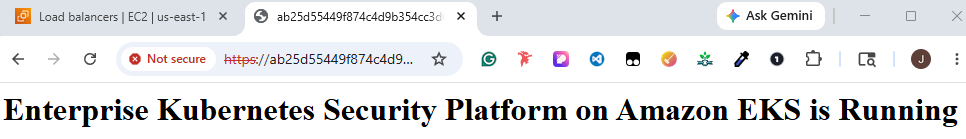 Load balancers | EC2 | us-east-1
ab25d55449f874c4d9b354cc3d
Ask Gemini
Not secure
https://ab25d55449f874c4d9...
J
Enterprise Kubernetes Security Platform on Amazon EKS is Running